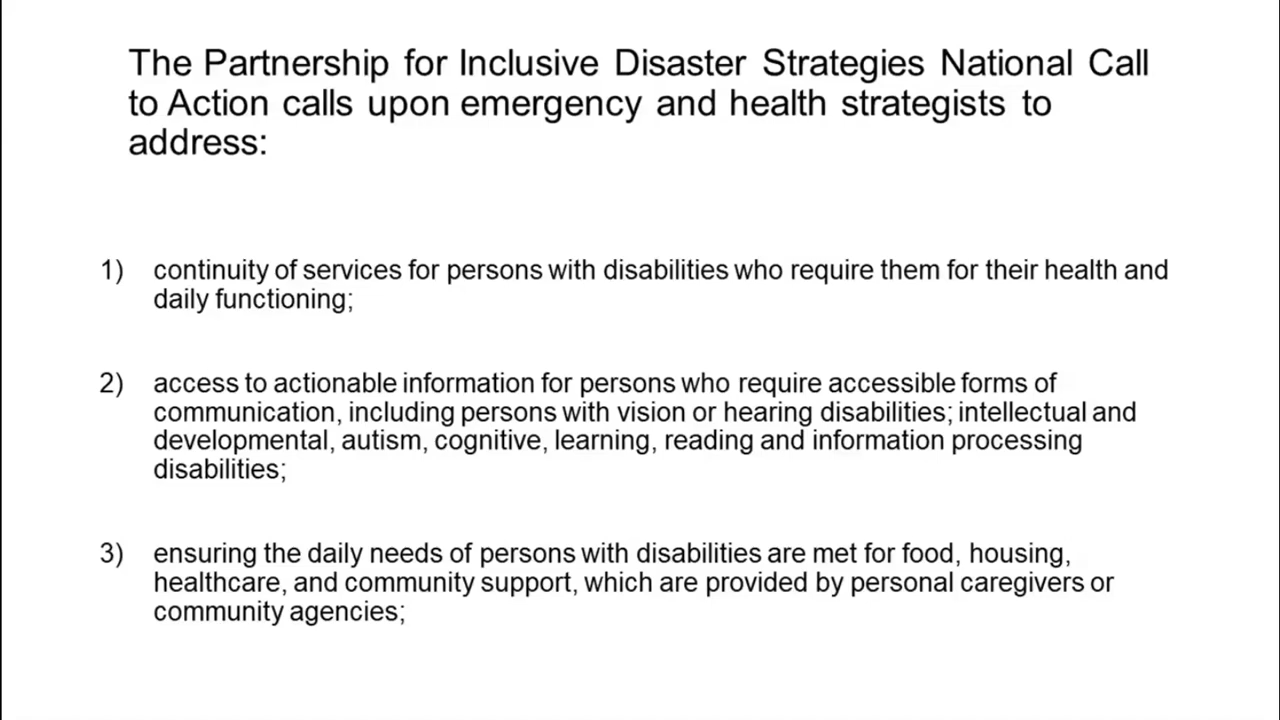 The Partnership for Inclusive Disaster Strategies National Call
to Action calls upon emergency and health strategists to
address:
1) continuity of services for persons with disabilities who require them for their health and
daily functioning;
2) access to actionable information for persons who require accessible forms of
communication, including persons with vision or hearing disabilities; intellectual and
developmental, autism, cognitive, learning, reading and information processing
disabilities;
3) ensuring the daily needs of persons with disabilities are met for food, housing,
healthcare, and community support, which are provided by personal caregivers or
community agencies;